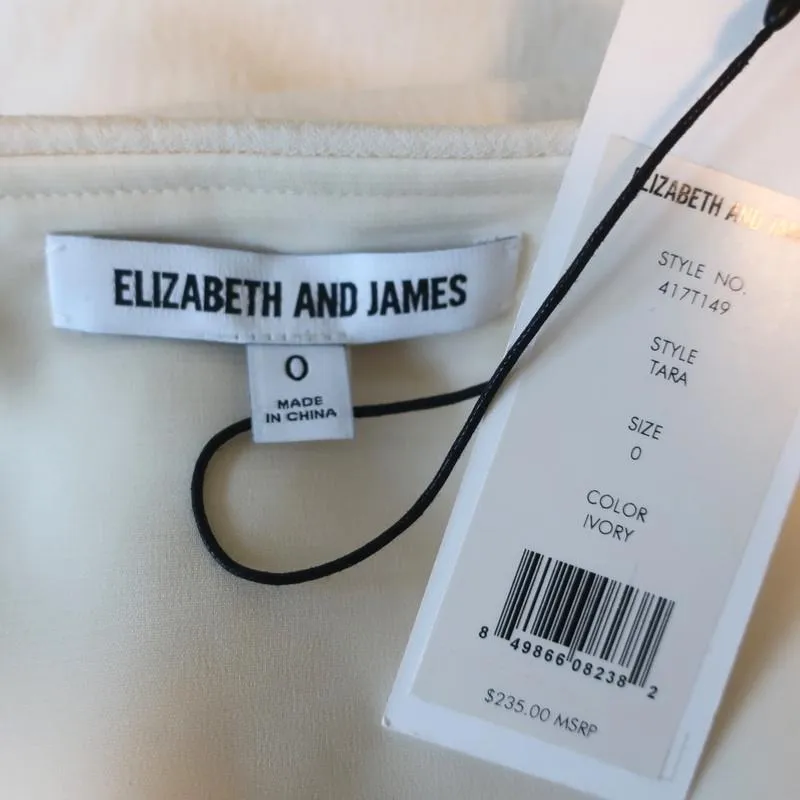 ELIZABETH AND JAMES
0
MADE
IN CHINA
ELIZABETH AND
STYLE NO.
417T149
STYLE
TARA
SIZE
0
COLOR
IVORY
8 49866 08238 2
$235.00 MSRP